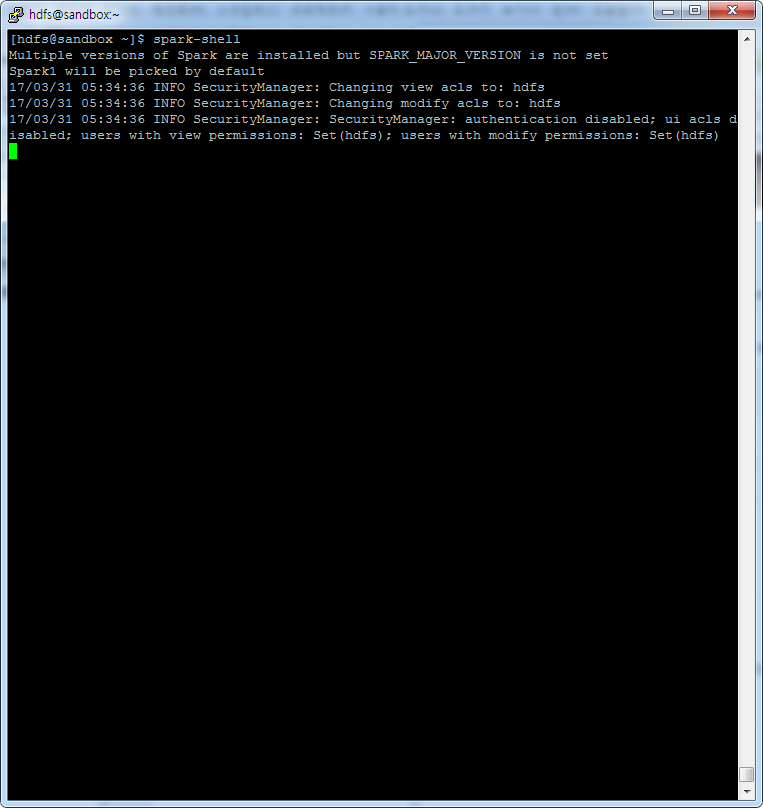 hdfs@sandbox:~
[hdfs@sandbox ~]$ spark-shell
Multiple versions of Spark are installed but SPARK_MAJOR_VERSION is not set
Spark1 will be picked by default
17/03/31 05:34:36 INFO SecurityManager: Changing view acls to: hdfs
17/03/31 05:34:36 INFO SecurityManager: Changing modify acls to: hdfs
17/03/31 05:34:36 INFO SecurityManager: SecurityManager: authentication disabled; ui acls d
isabled; users with view permissions: Set(hdfs); users with modify permissions: Set(hdfs)